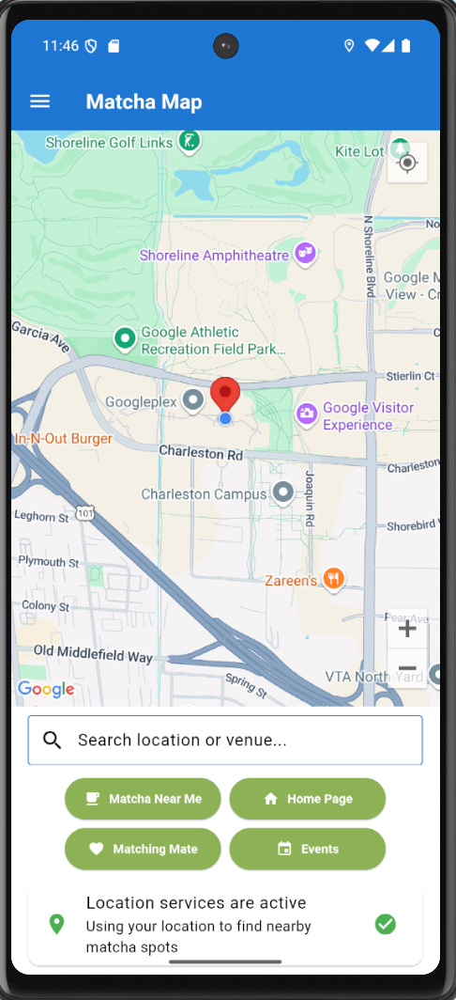 11:46
Matcha Map
Shoreline Golf Links
Kite Lot
N Shoreline Blvd
No
Shoreline Amphitheatre
Google M
View - Cr
Garcia Ave
Google Athletic
Recreation Field Park...
C
Stierlin Ct
Googleplex
Google Visitor
Experience
In-N-Out Burger
Charleston Rd
Charleston
Charleston Campus
Joaquin Rd
101
Leghorn St
Shorebird
Plymouth St
Zareen's
Colony St
Pear Ave
Old Middlefield Way
Spring St
VTA North Yard
Google
Search location or venue...
Matcha Near Me
Home Page
Matching Mate
Events
Location services are active
Using your location to find nearby
matcha spots